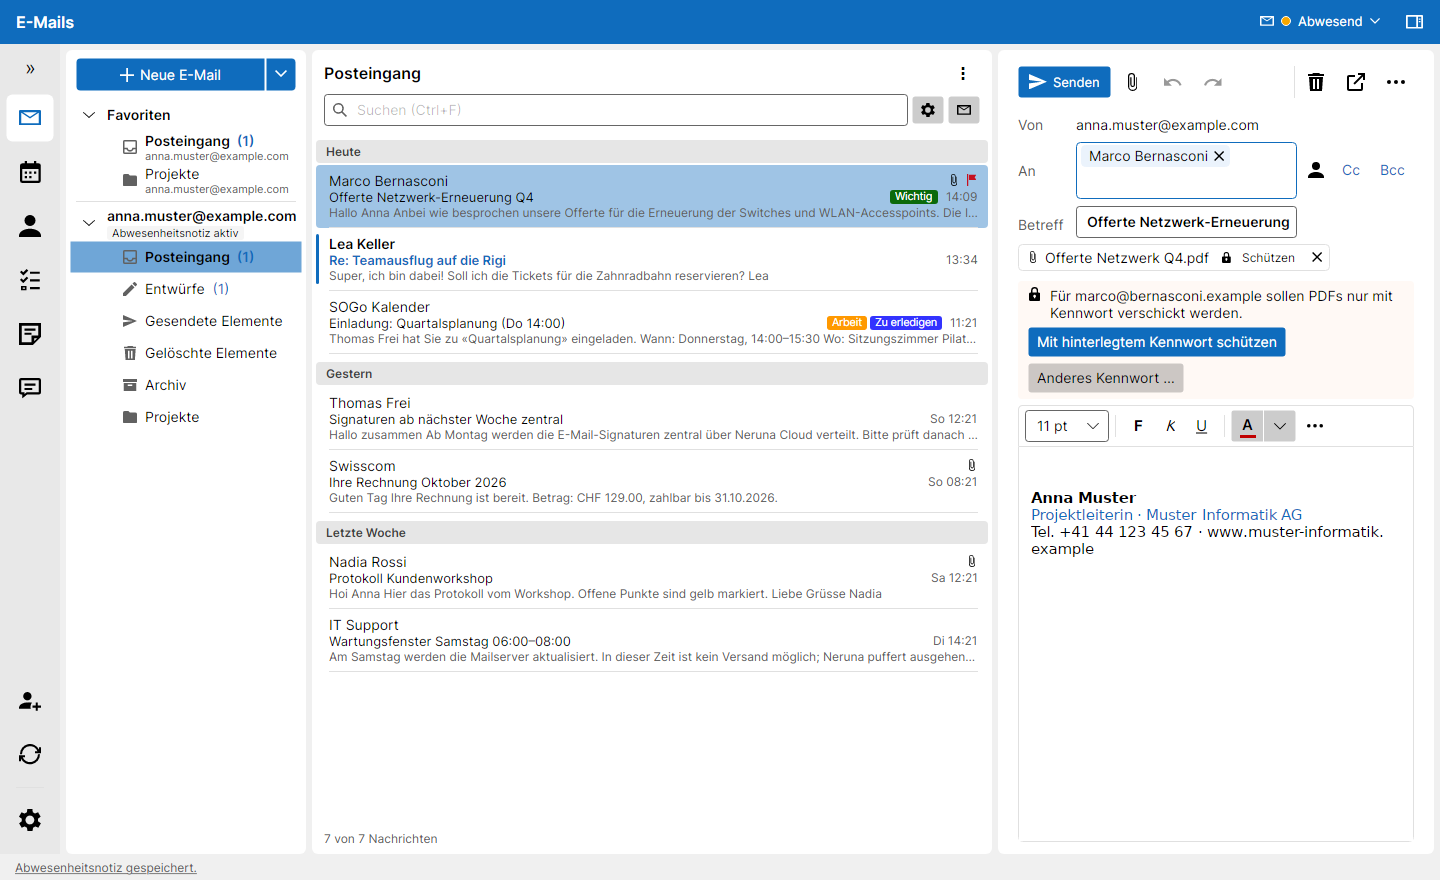 E-Mails
Abwesend
»
Neue E-Mail
Favoriten
Posteingang (1)
anna.muster@example.com
Projekte
anna.muster@example.com
anna.muster@example.com
Abwesenheitsnotiz aktiv
Posteingang (1)
Entwürfe (1)
Gesendete Elemente
Gelöschte Elemente
Archiv
Projekte
Posteingang
Suchen (Ctrl+F)
Heute
Marco Bernasconi
Offerte Netzwerk-Erneuerung Q4 Wichtig 14:09
Hallo Anna Anbei wie besprochen unsere Offerte für die Erneuerung der Switches und WLAN-Accesspoints. Die I...
Lea Keller
Re: Teamausflug auf die Rigi 13:34
Super, ich bin dabei! Soll ich die Tickets für die Zahnradbahn reservieren? Lea
SOGo Kalender
Einladung: Quartalsplanung (Do 14:00) Arbeit Zu erledigen 11:21
Thomas Frei hat Sie zu «Quartalsplanung» eingeladen. Wann: Donnerstag, 14:00–15:30 Wo: Sitzungszimmer Pilat...
Gestern
Thomas Frei
Signaturen ab nächster Woche zentral So 12:21
Hallo zusammen Ab Montag werden die E-Mail-Signaturen zentral über Neruna Cloud verteilt. Bitte prüft danach ...
Swisscom
Ihre Rechnung Oktober 2026 So 08:21
Guten Tag Ihre Rechnung ist bereit. Betrag: CHF 129.00, zahlbar bis 31.10.2026.
Letzte Woche
Nadia Rossi
Protokoll Kundenworkshop Sa 12:21
Hoi Anna Hier das Protokoll vom Workshop. Offene Punkte sind gelb markiert. Liebe Grüsse Nadia
IT Support
Wartungsfenster Samstag 06:00–08:00 Di 14:21
Am Samstag werden die Mailserver aktualisiert. In dieser Zeit ist kein Versand möglich; Neruna puffert ausgehen...
7 von 7 Nachrichten
Senden
Von anna.muster@example.com
An Marco Bernasconi Cc Bcc
Betreff Offerte Netzwerk-Erneuerung
Offerte Netzwerk Q4.pdf Schützen
Für marco@bernasconi.example sollen PDFs nur mit
Kennwort verschickt werden.
Mit hinterlegtem Kennwort schützen
Anderes Kennwort ...
11 pt F K U A
Anna Muster
Projektleiterin · Muster Informatik AG
Tel. +41 44 123 45 67 · www.muster-informatik.
example
Abwesenheitsnotiz gespeichert.